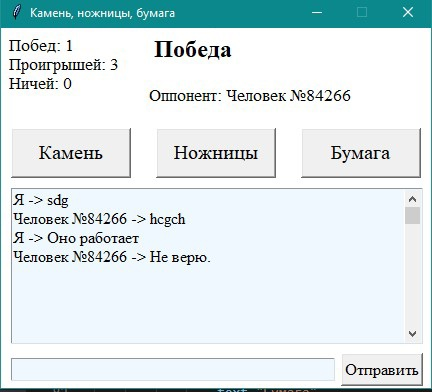 Камень, ножницы, бумага
Побед: 1
Проигрышей: 3
Ничей: 0
Победа
Оппонент: Человек №84266
Камень
Ножницы
Бумага
Я -> sdg
Человек №84266 -> hcgch
Я -> Оно работает
Человек №84266 -> Не верю.
Отправить